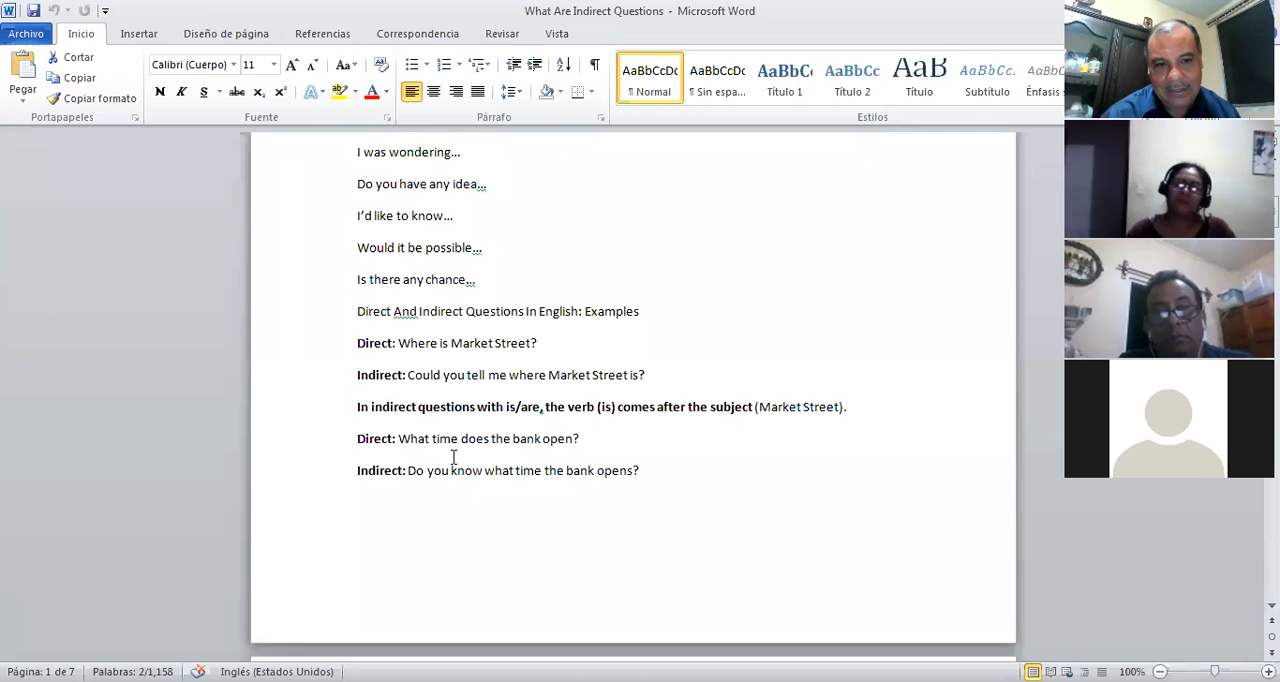 What Are Indirect Questions - Microsoft Word
Archivo Inicio Insertar Diseño de página Referencias Correspondencia Revisar Vista
Pegar
Cortar
Copiar
Copiar formato
Portapapeles
Calibri (Cuerpo) 11
Fuente
Párrafo
AaBbCcDc AaBbCcDc AaBbC AaBbCc AaB AaBbCc. AaBbC
¶ Normal ¶ Sin espa... Título 1 Título 2 Título Subtítulo Énfasis
Estilos
I was wondering...
Do you have any idea...
I’d like to know...
Would it be possible...
Is there any chance...
Direct And Indirect Questions In English: Examples
Direct: Where is Market Street?
Indirect: Could you tell me where Market Street is?
In indirect questions with is/are, the verb (is) comes after the subject (Market Street).
Direct: What time does the bank open?
Indirect: Do you know what time the bank opens?
Página: 1 de 7 Palabras: 2/1,158 Inglés (Estados Unidos) 100%